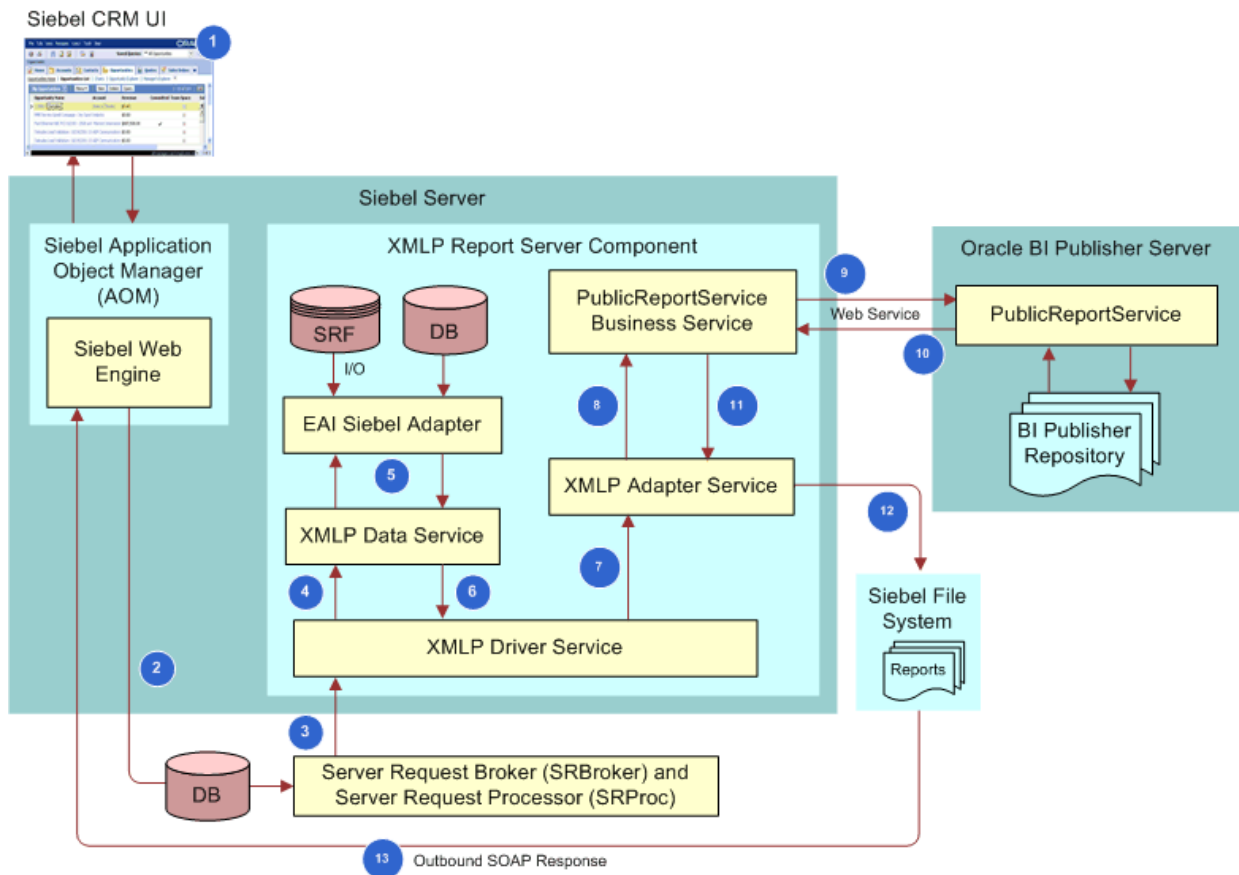 Siebel CRM UI
1
Siebel Server
Siebel Application
Object Manager
(AOM)
Siebel Web
Engine
XMLP Report Server Component
SRF
DB
I/O
EAI Siebel Adapter
5
XMLP Data Service
4
6
XMLP Driver Service
PublicReportService
Business Service
8
11
XMLP Adapter Service
7
9
Web Service
10
Oracle BI Publisher Server
PublicReportService
BI Publisher
Repository
12
Siebel File
System
Reports
2
3
DB
Server Request Broker (SRBroker) and
Server Request Processor (SRProc)
13
Outbound SOAP Response